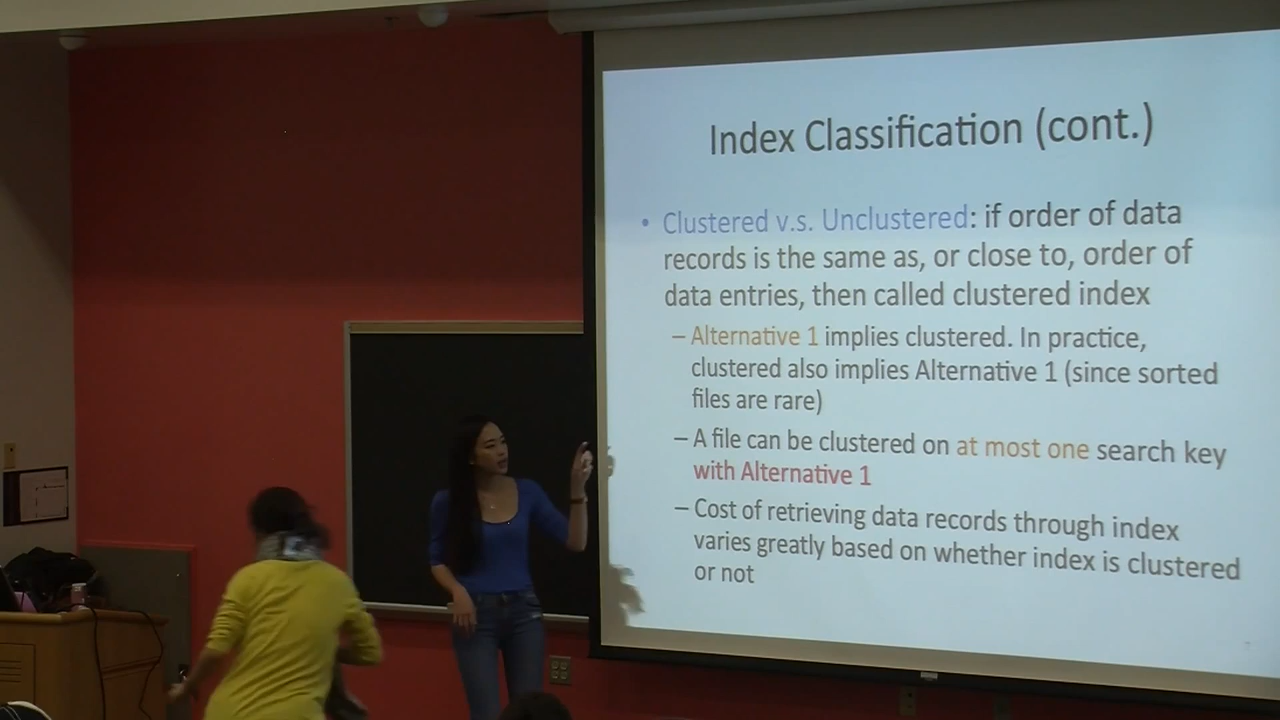 Index Classification (cont.)
• Clustered v.s. Unclustered: if order of data
records is the same as, or close to, order of
data entries, then called clustered index
– Alternative 1 implies clustered. In practice,
clustered also implies Alternative 1 (since sorted
files are rare)
– A file can be clustered on at most one search key
with Alternative 1
– Cost of retrieving data records through index
varies greatly based on whether index is clustered
or not